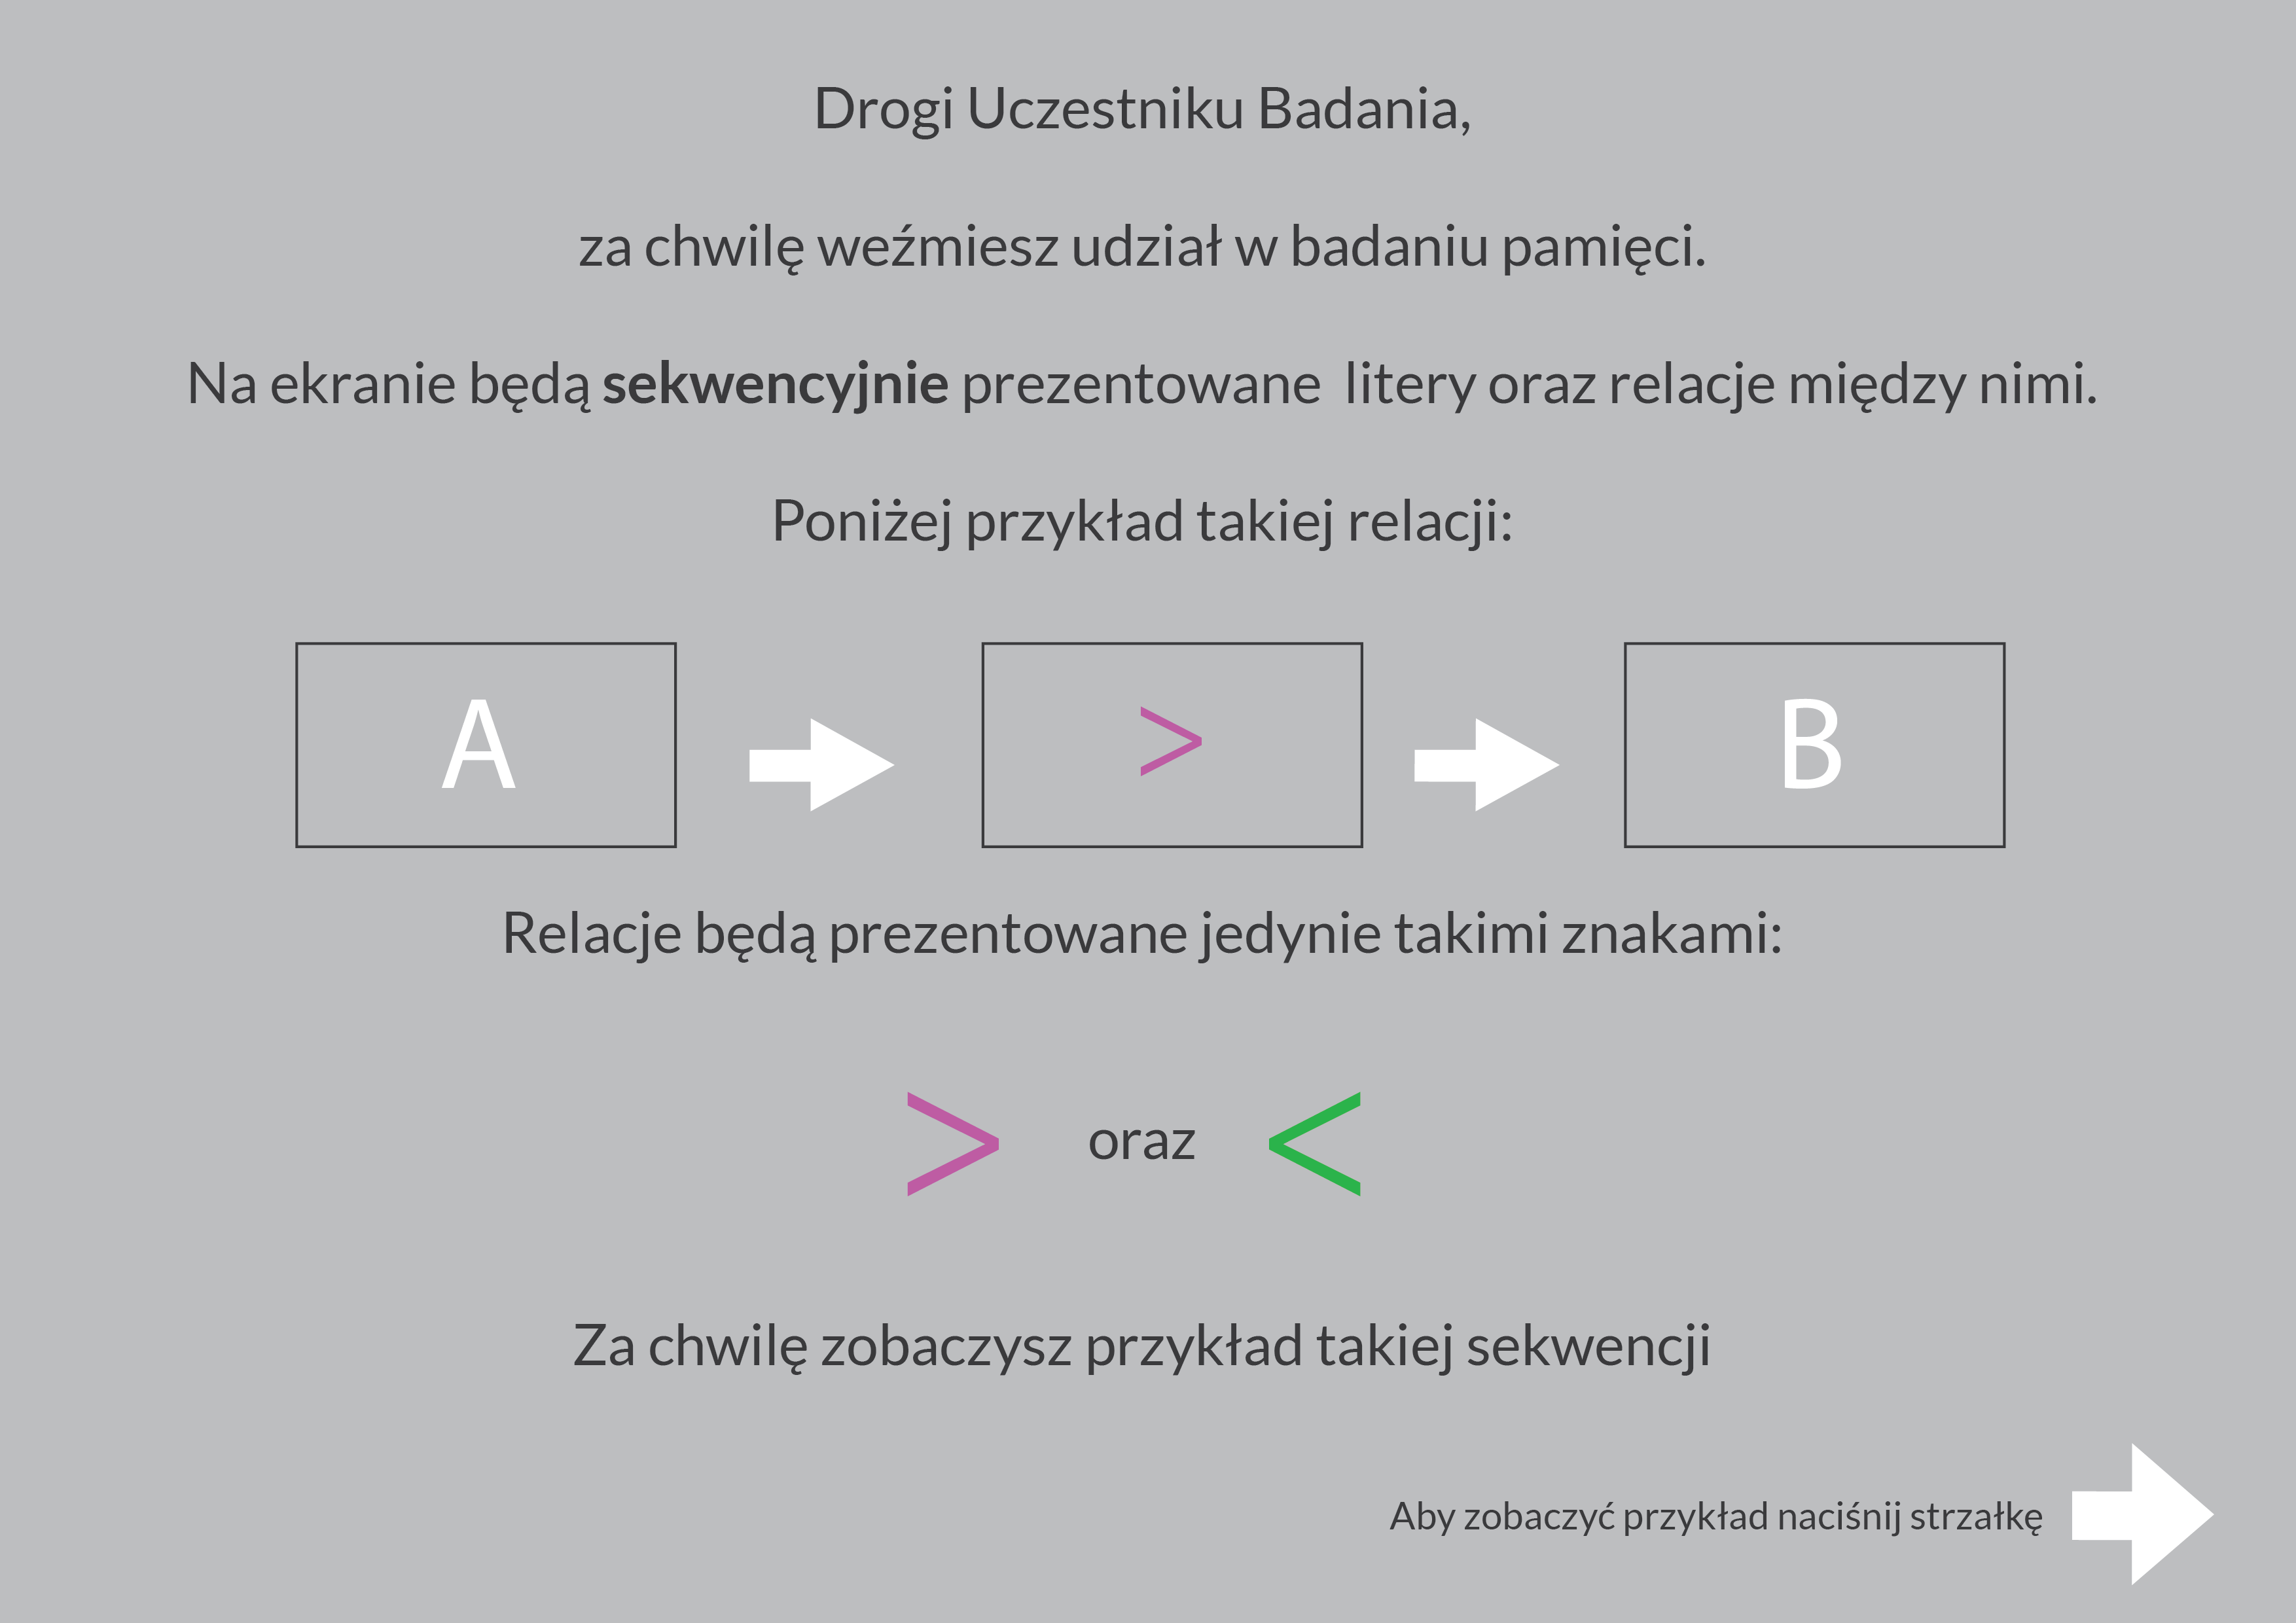 Drogi Uczestniku Badania,
za chwilę weźmiesz udział w badaniu pamięci.
Na ekranie będą sekwencyjnie prezentowane  litery oraz relacje między nimi.
Poniżej przykład takiej relacji:
A > B
Relacje będą prezentowane jedynie takimi znakami:
> oraz <
Za chwilę zobaczysz przykład takiej sekwencji
Aby zobaczyć przykład naciśnij strzałkę